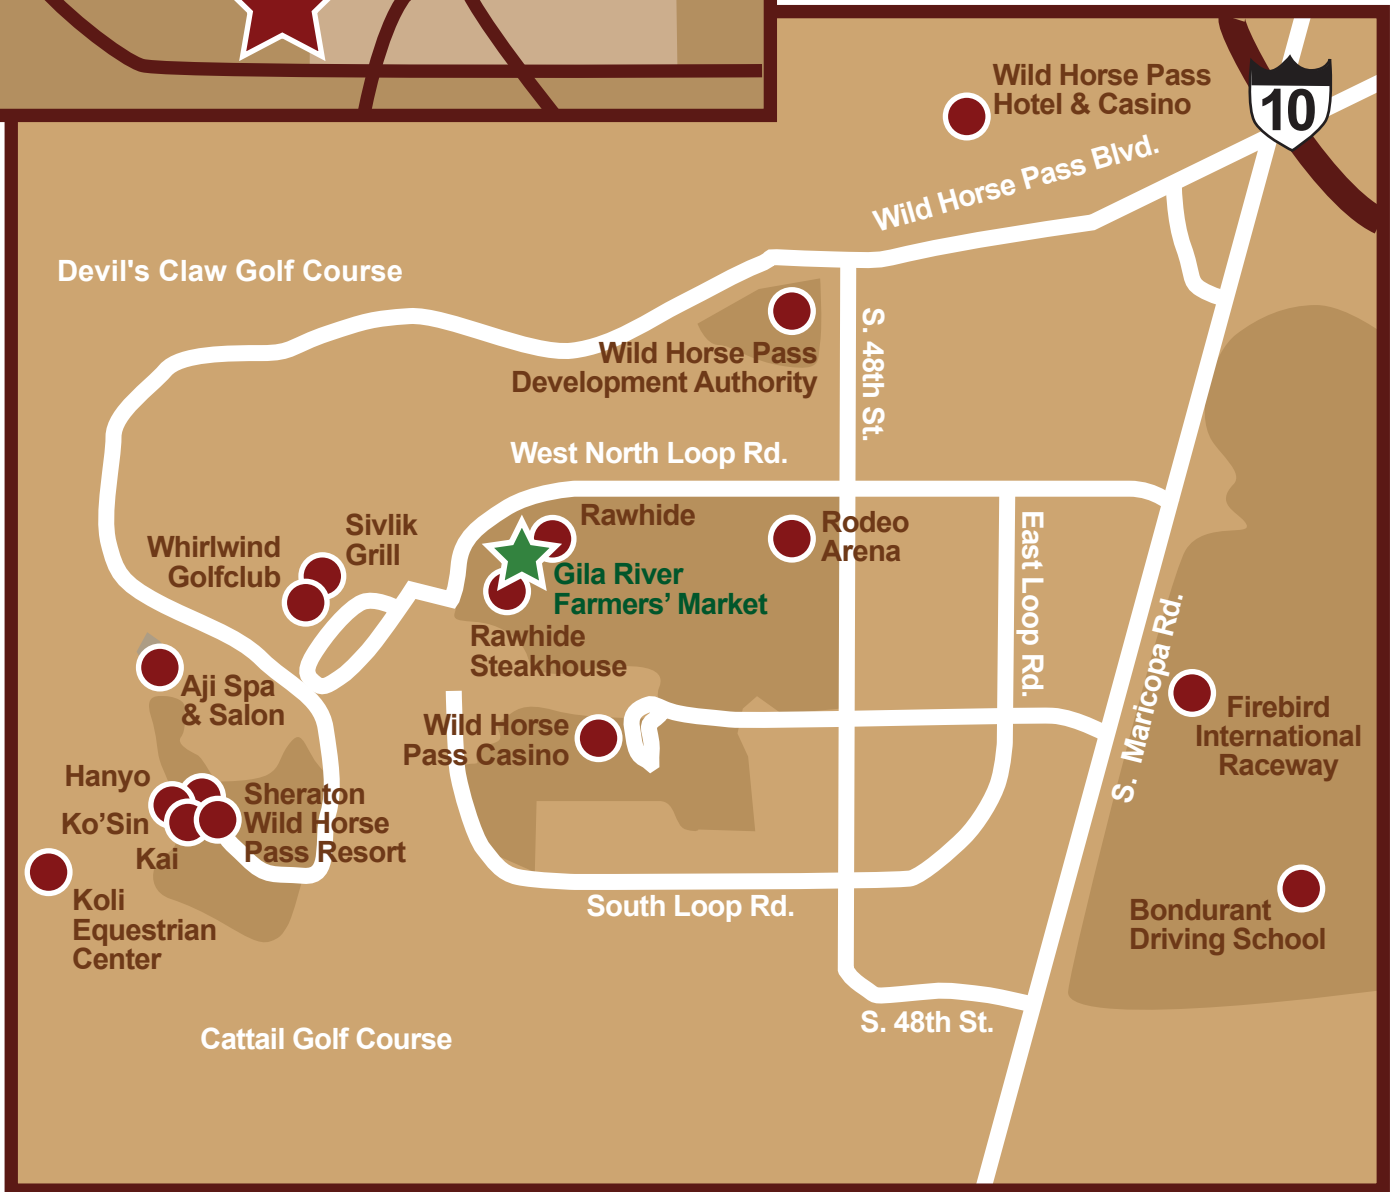 Wild Horse Pass
Hotel & Casino
10
Wild Horse Pass Blvd.
Devil's Claw Golf Course
S. 48th St.
Wild Horse Pass
Development Authority
West North Loop Rd.
Rawhide
Sivlik
Grill
Whirlwind
Golfclub
Rodeo
Arena
East Loop Rd.
Gila River
Farmers’ Market
Rawhide
Steakhouse
S. Maricopa Rd.
Aji Spa
& Salon
Wild Horse
Pass Casino
Firebird
International
Raceway
Hanyo
Ko’Sin
Kai
Sheraton
Wild Horse
Pass Resort
Koli
Equestrian
Center
South Loop Rd.
Bondurant
Driving School
S. 48th St.
Cattail Golf Course